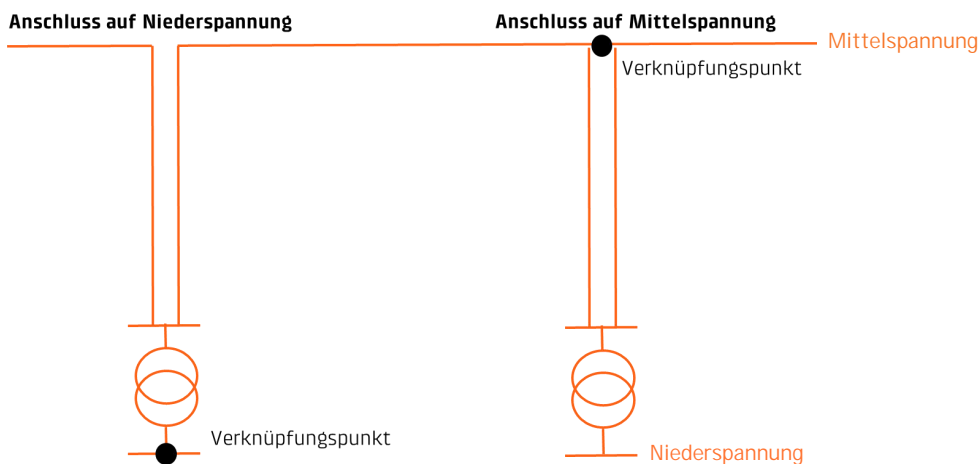 Anschluss auf Niederspannung
Anschluss auf Mittelspannung
Mittelspannung
Verknüpfungspunkt
Verknüpfungspunkt
Niederspannung